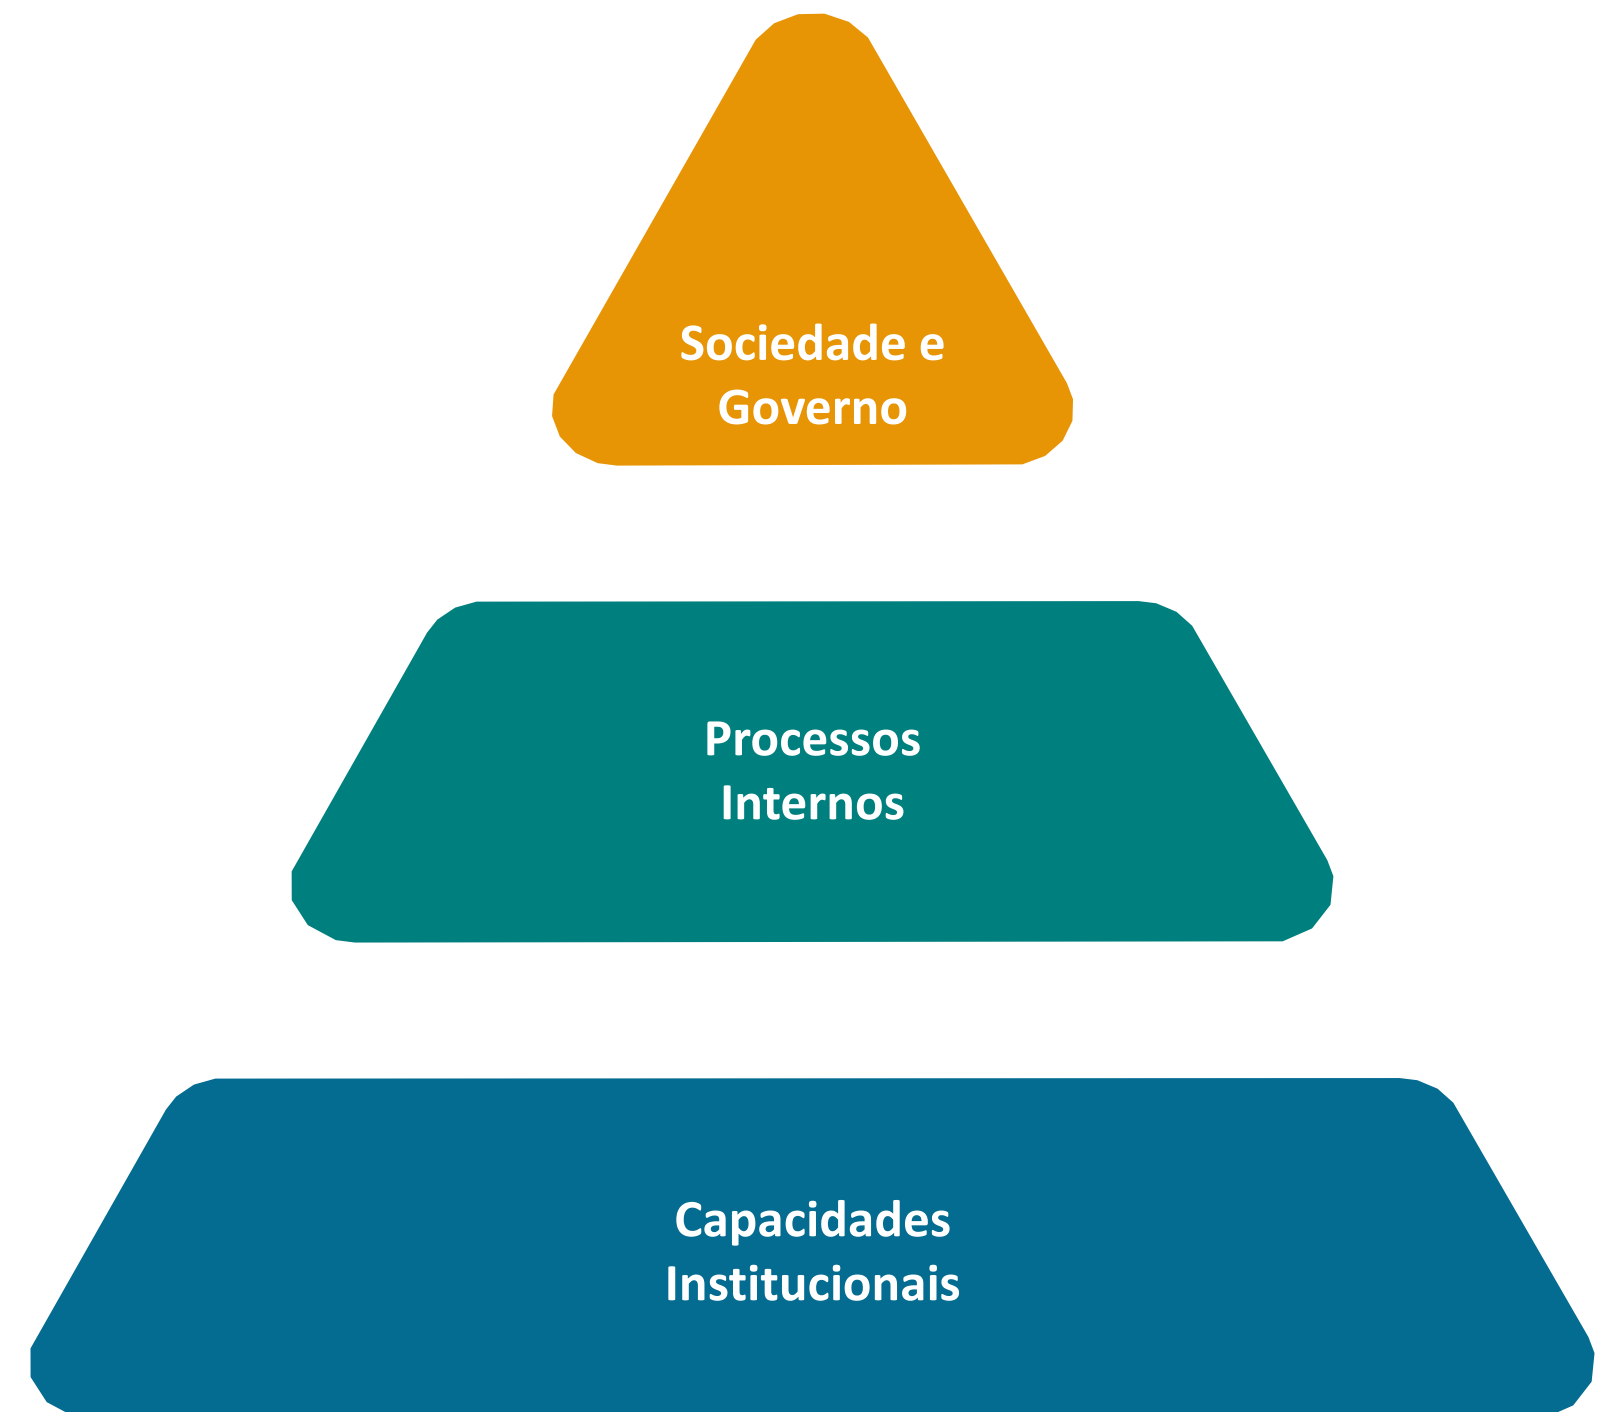 Sociedade e
Governo
Processos
Internos
Capacidades
Institucionais